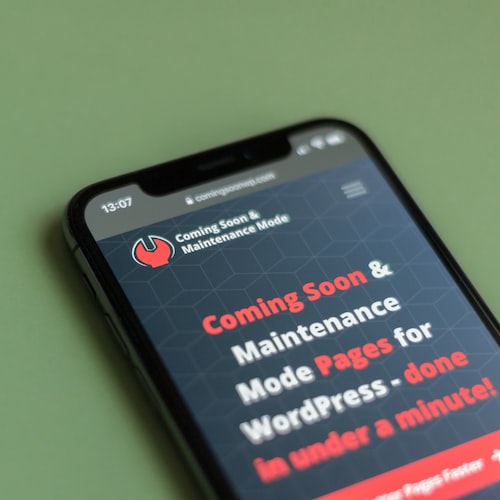 13:07
comingsoonwp.com
Coming Soon &
Maintenance Mode
Coming Soon &
Maintenance
Mode Pages for
WordPress - done
in under a minute!
Pages Faster